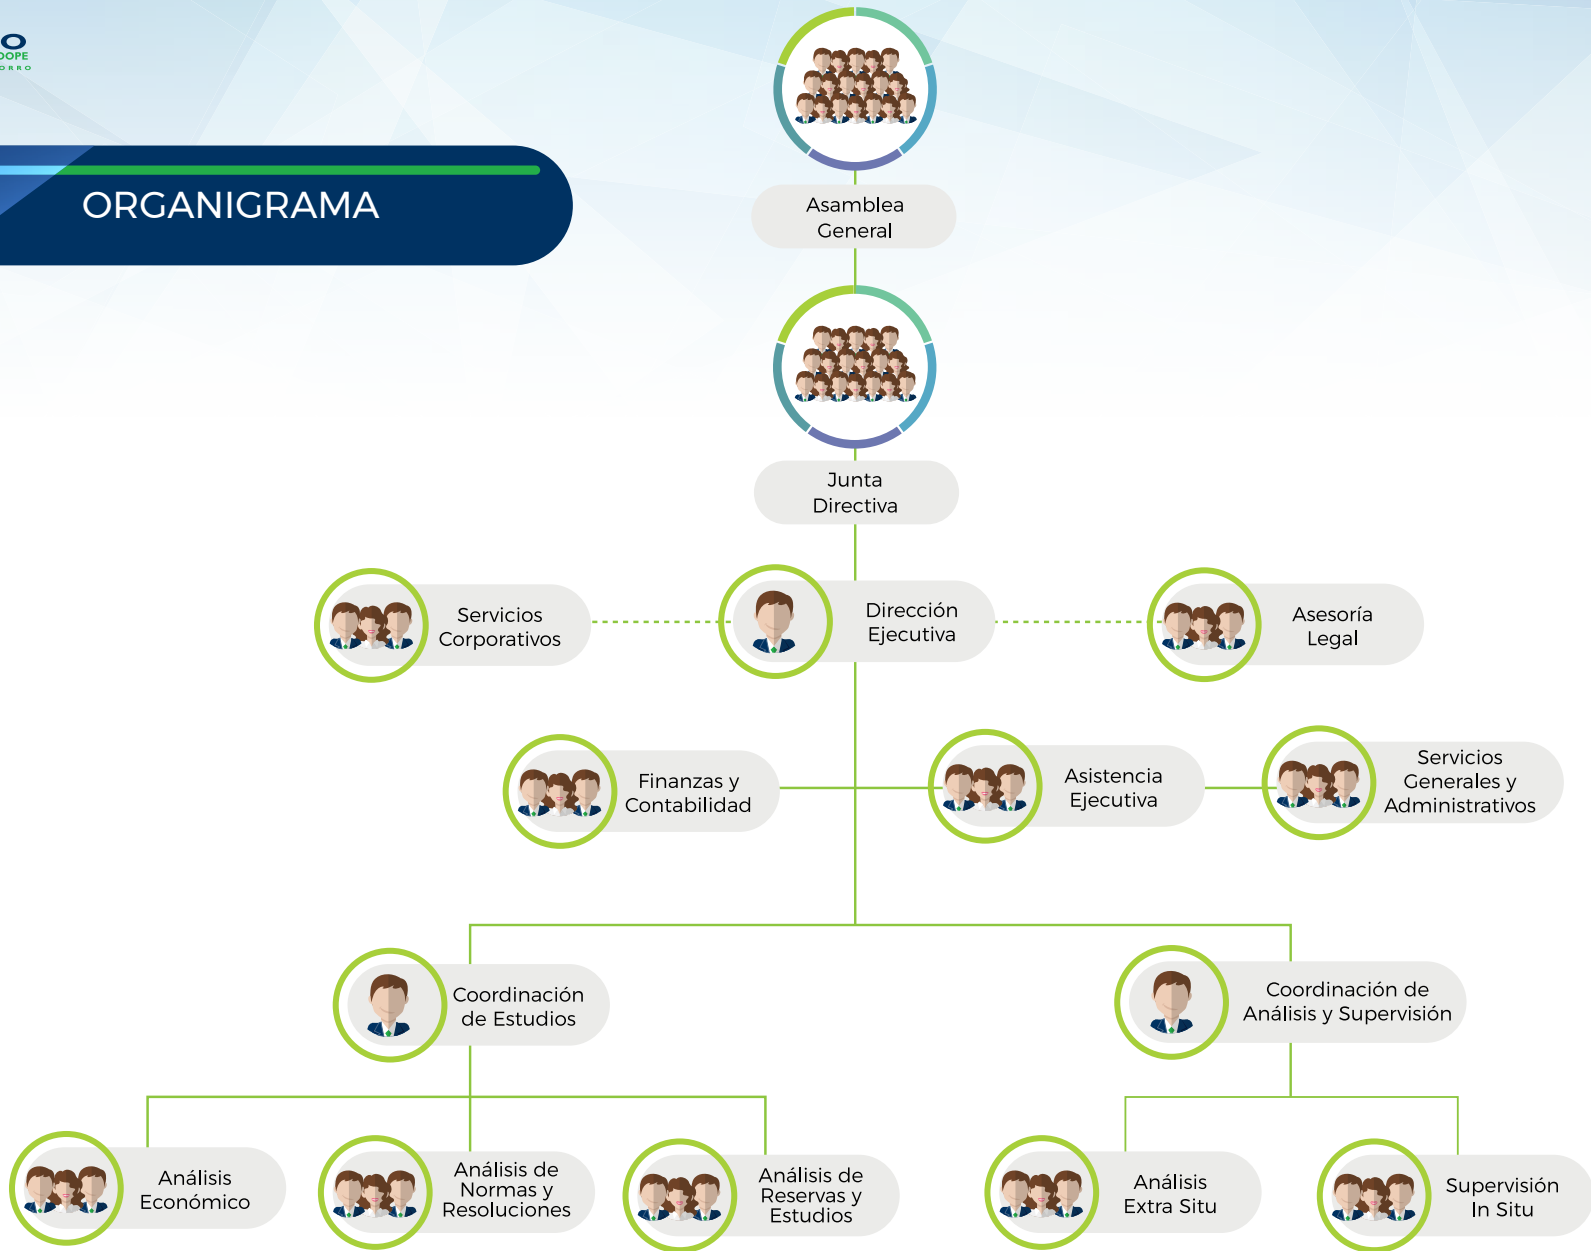 OOPE
ORRO
ORGANIGRAMA
Asamblea
General
Junta
Directiva
Servicios
Corporativos
Dirección
Ejecutiva
Asesoría
Legal
Finanzas y
Contabilidad
Asistencia
Ejecutiva
Servicios
Generales y
Administrativos
Coordinación
de Estudios
Coordinación de
Análisis y Supervisión
Análisis
Económico
Análisis de
Normas y
Resoluciones
Análisis de
Reservas y
Estudios
Análisis
Extra Situ
Supervisión
In Situ